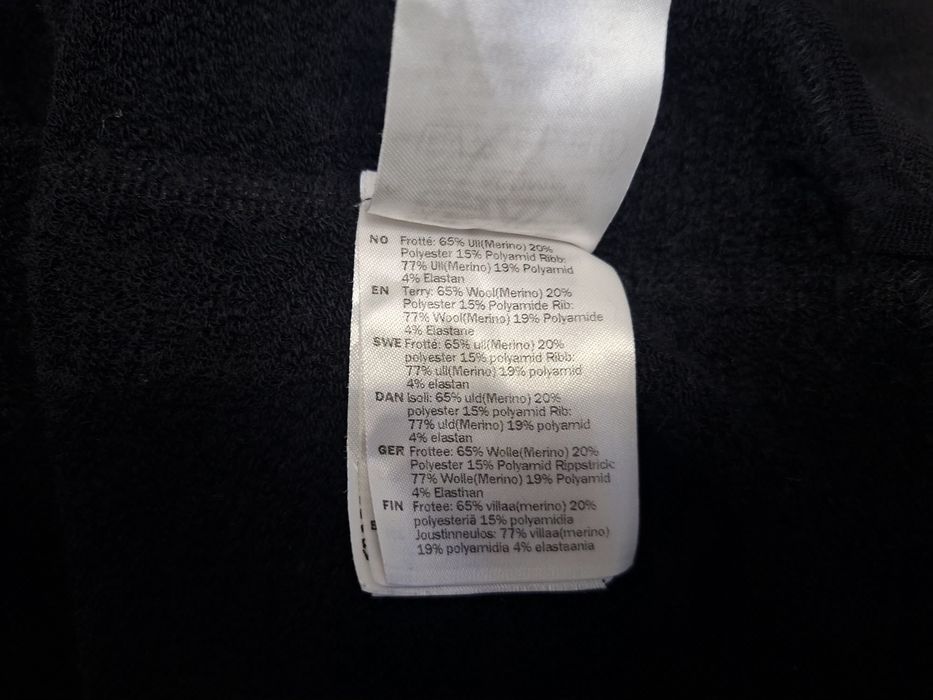 NO Frotté: 65% Ull(Merino) 20%
Polyester 15% Polyamid Ribb:
77% Ull(Merino) 19% Polyamid
4% Elastan
EN Terry: 65% Wool(Merino) 20%
Polyester 15% Polyamide Rib:
77% Wool(Merino) 19% Polyamide
4% Elastane
SWE Frotté: 65% ull(Merino) 20%
polyester 15% polyamid Ribb:
77% ull(Merino) 19% polyamid
4% elastan
DAN Isoli: 65% uld(Merino) 20%
polyester 15% polyamid Rib:
77% uld(Merino) 19% polyamid
4% elastan
GER Frottee: 65% Wolle(Merino) 20%
Polyester 15% Polyamid Rippstrick:
77% Wolle(Merino) 19% Polyamid
4% Elasthan
FIN Frotee: 65% villaa(merino) 20%
polyesteriä 15% polyamidia
Joustinneulos: 77% villaa(merino)
19% polyamidia 4% elastaania